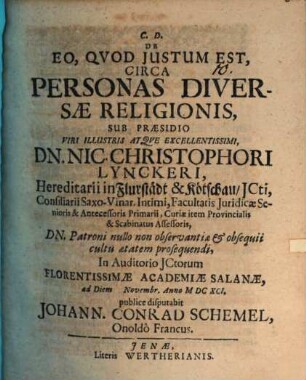 C. D.
DE
EO, QVOD JUSTUM EST,
CIRCA
PERSONAS DIVER-
SÆ RELIGIONIS,
SUB PRÆSIDIO
VIRI ILLUSTRIS ATQVE EXCELLENTISSIMI,
DN. NIC. CHRISTOPHORI
LYNCKERI,
Hereditarii in Flurstådt & Kötschau/ JCti,
Consiliarii Saxo-Vinar. Intimi, Facultatis Juridicæ Se-
nioris & Antecessoris Primarii, Curiæ item Provincialis
& Scabinatus Assessoris,
DN. Patroni nullo non observantiæ & obsequii
cultu ætatem prosequendi,
In Auditorio JCtorum
FLORENTISSIMÆ ACADEMIÆ SALANÆ,
ad Diem Novembr. Anno M DC XCI.
publice disputabit
JOHANN. CONRAD SCHEMEL,
Onoldô Francus.
JENÆ,
Literis WERTHERIANIS.